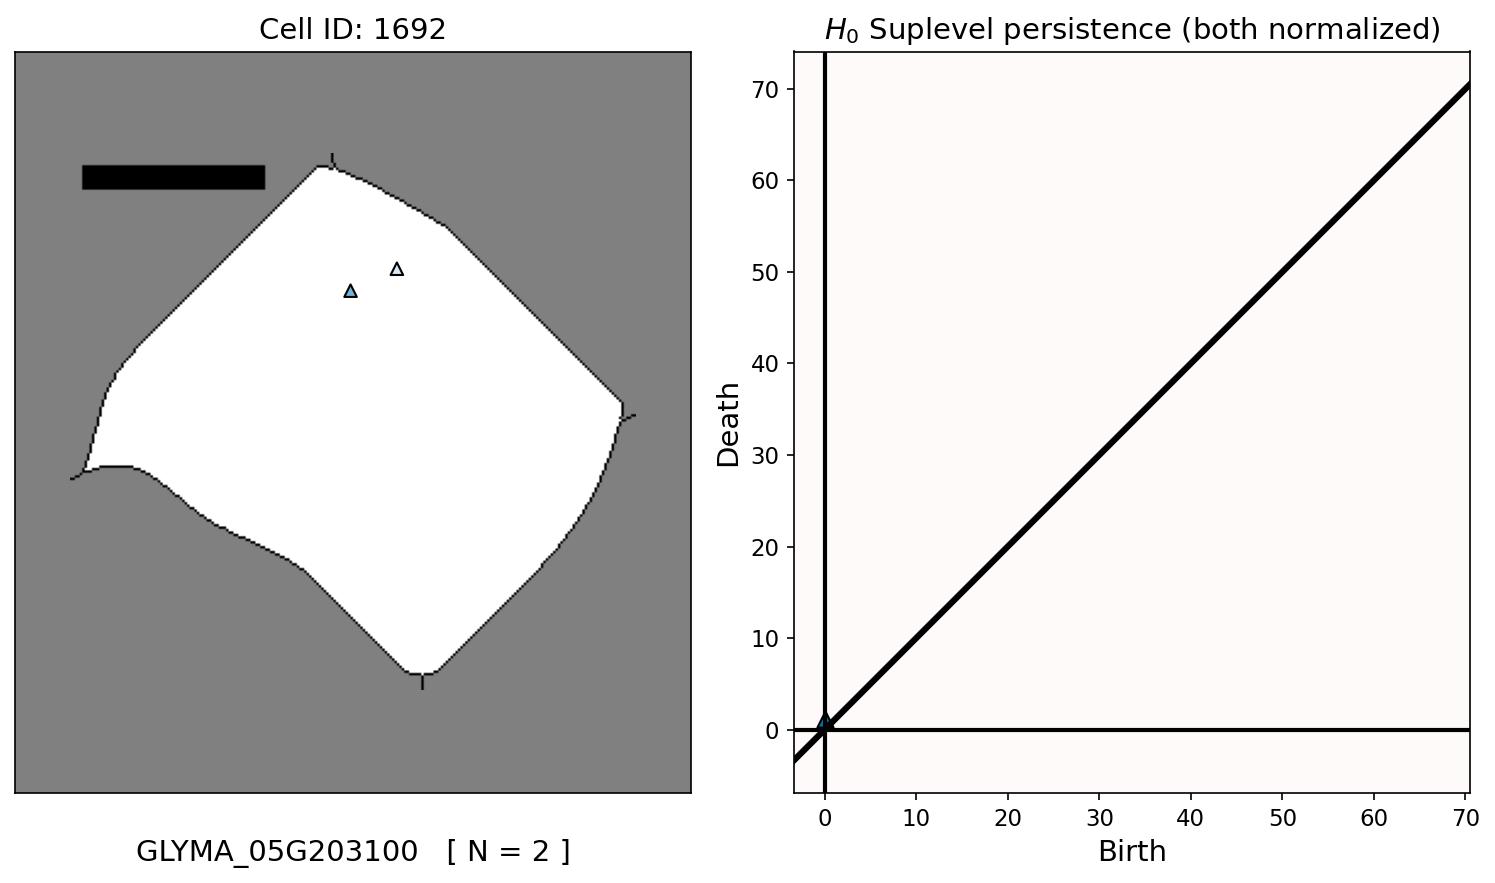 Cell ID: 1692
GLYMA_05G203100 [ N = 2 ]
H₀ Suplevel persistence (both normalized)
Death
70
60
50
40
30
20
10
0
0 10 20 30 40 50 60 70
Birth